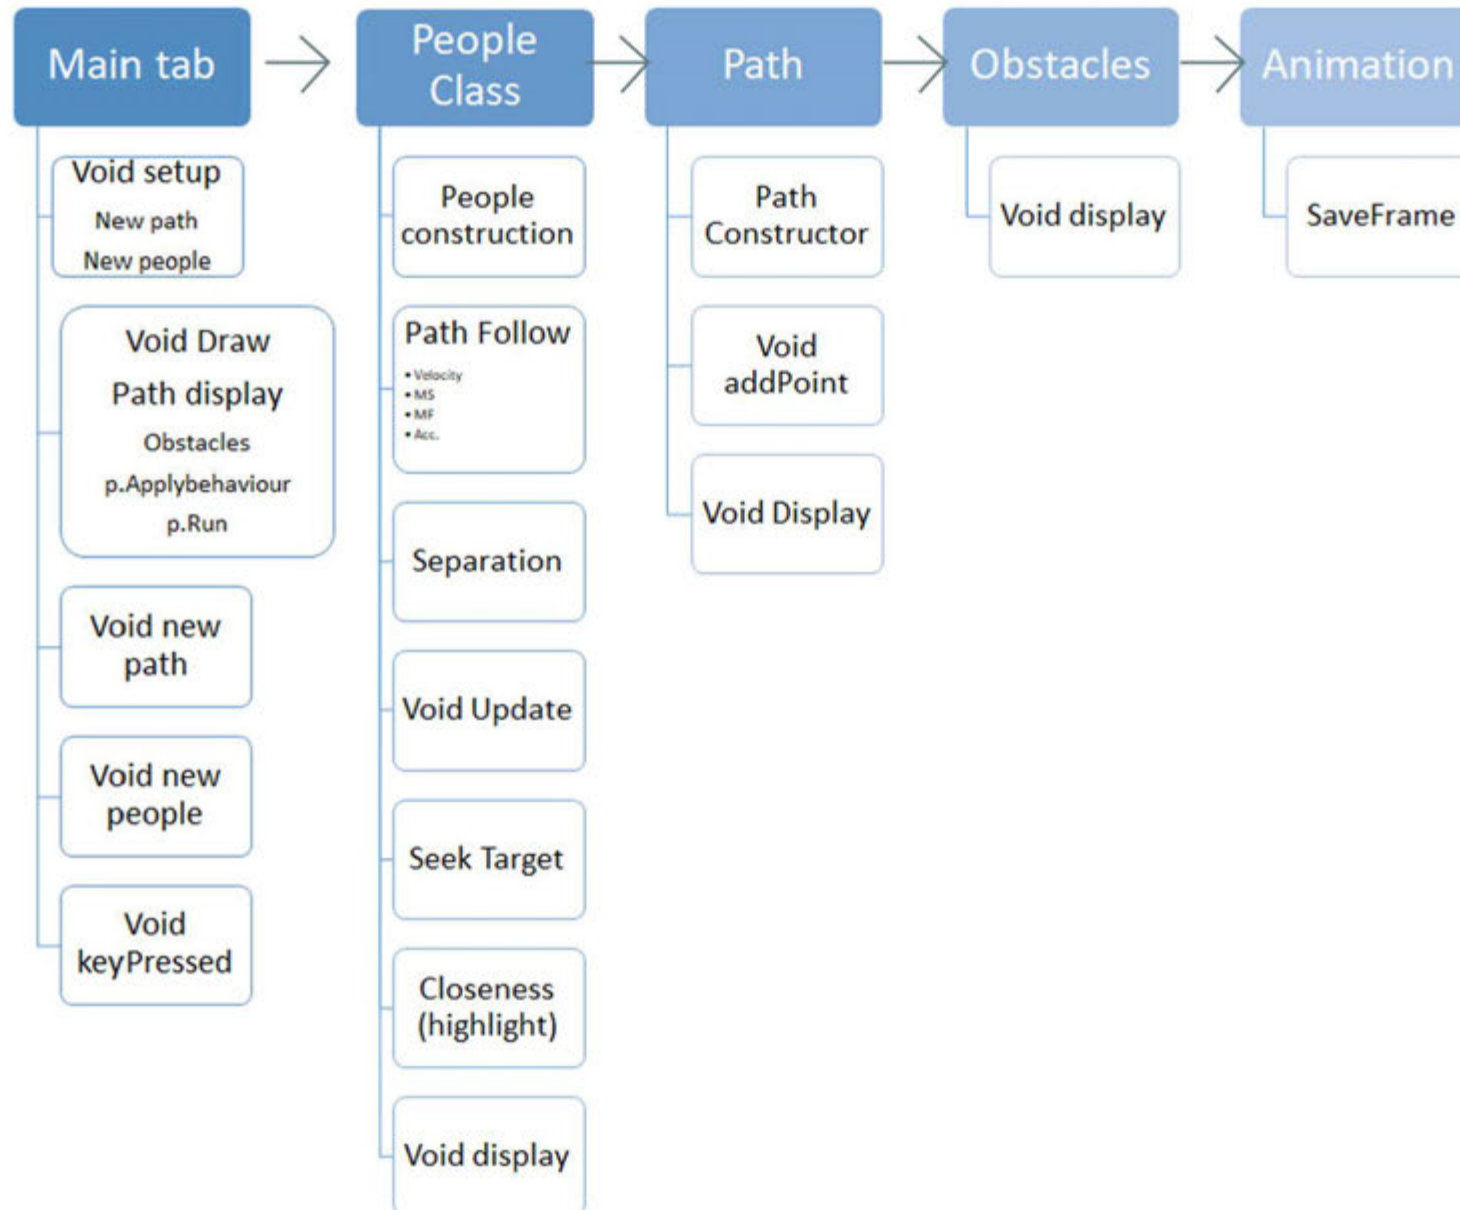 Main tab
Void setup
New path
New people
Void Draw
Path display
Obstacles
p.Applybehaviour
p.Run
Void new
path
Void new
people
Void
keyPressed
People
Class
People
construction
Path Follow
• Velocity
• MS
• MF
• Acc.
Separation
Void Update
Seek Target
Closeness
(highlight)
Void display
Path
Path
Constructor
Void
addPoint
Void Display
Obstacles
Void display
Animation
SaveFrame